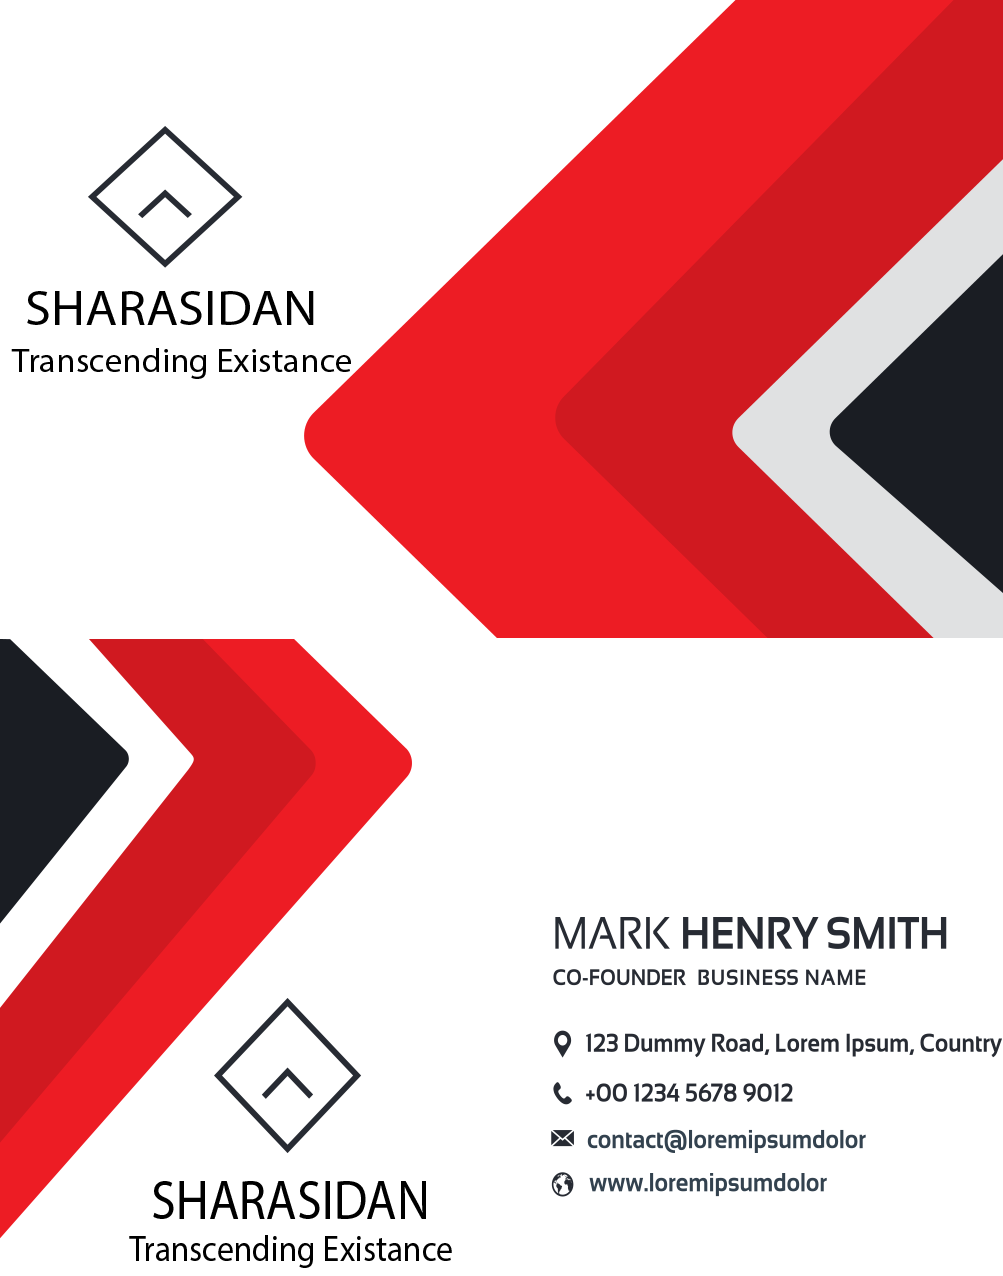 SHARASIDAN
Transcending Existance
MARK HENRY SMITH
CO-FOUNDER BUSINESS NAME
123 Dummy Road, Lorem Ipsum, Country
+00 1234 5678 9012
contact@loremipsumdolor
www.loremipsumdolor
SHARASIDAN
Transcending Existance